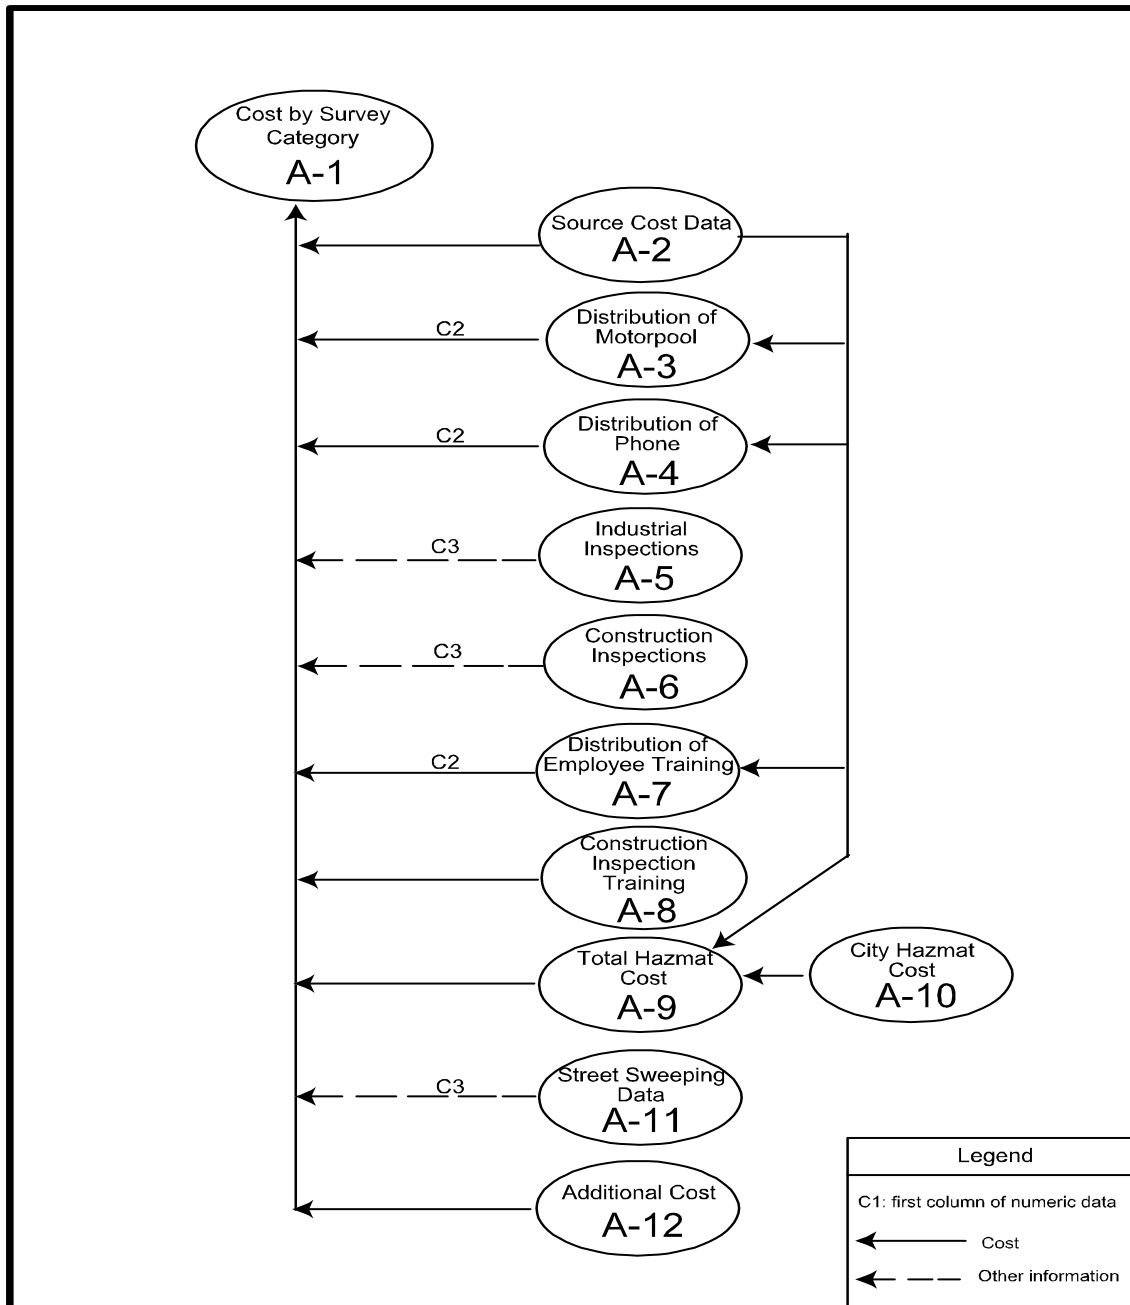 Cost by Survey
Category
A-1
Source Cost Data
A-2
Distribution of
Motorpool
A-3
C2
Distribution of
Phone
A-4
C2
Industrial
Inspections
A-5
C3
Construction
Inspections
A-6
C3
Distribution of
Employee Training
A-7
C2
Construction
Inspection
Training
A-8
Total Hazmat
Cost
A-9
City Hazmat
Cost
A-10
Street Sweeping
Data
A-11
C3
Additional Cost
A-12
Legend
C1: first column of numeric data
Cost
Other information